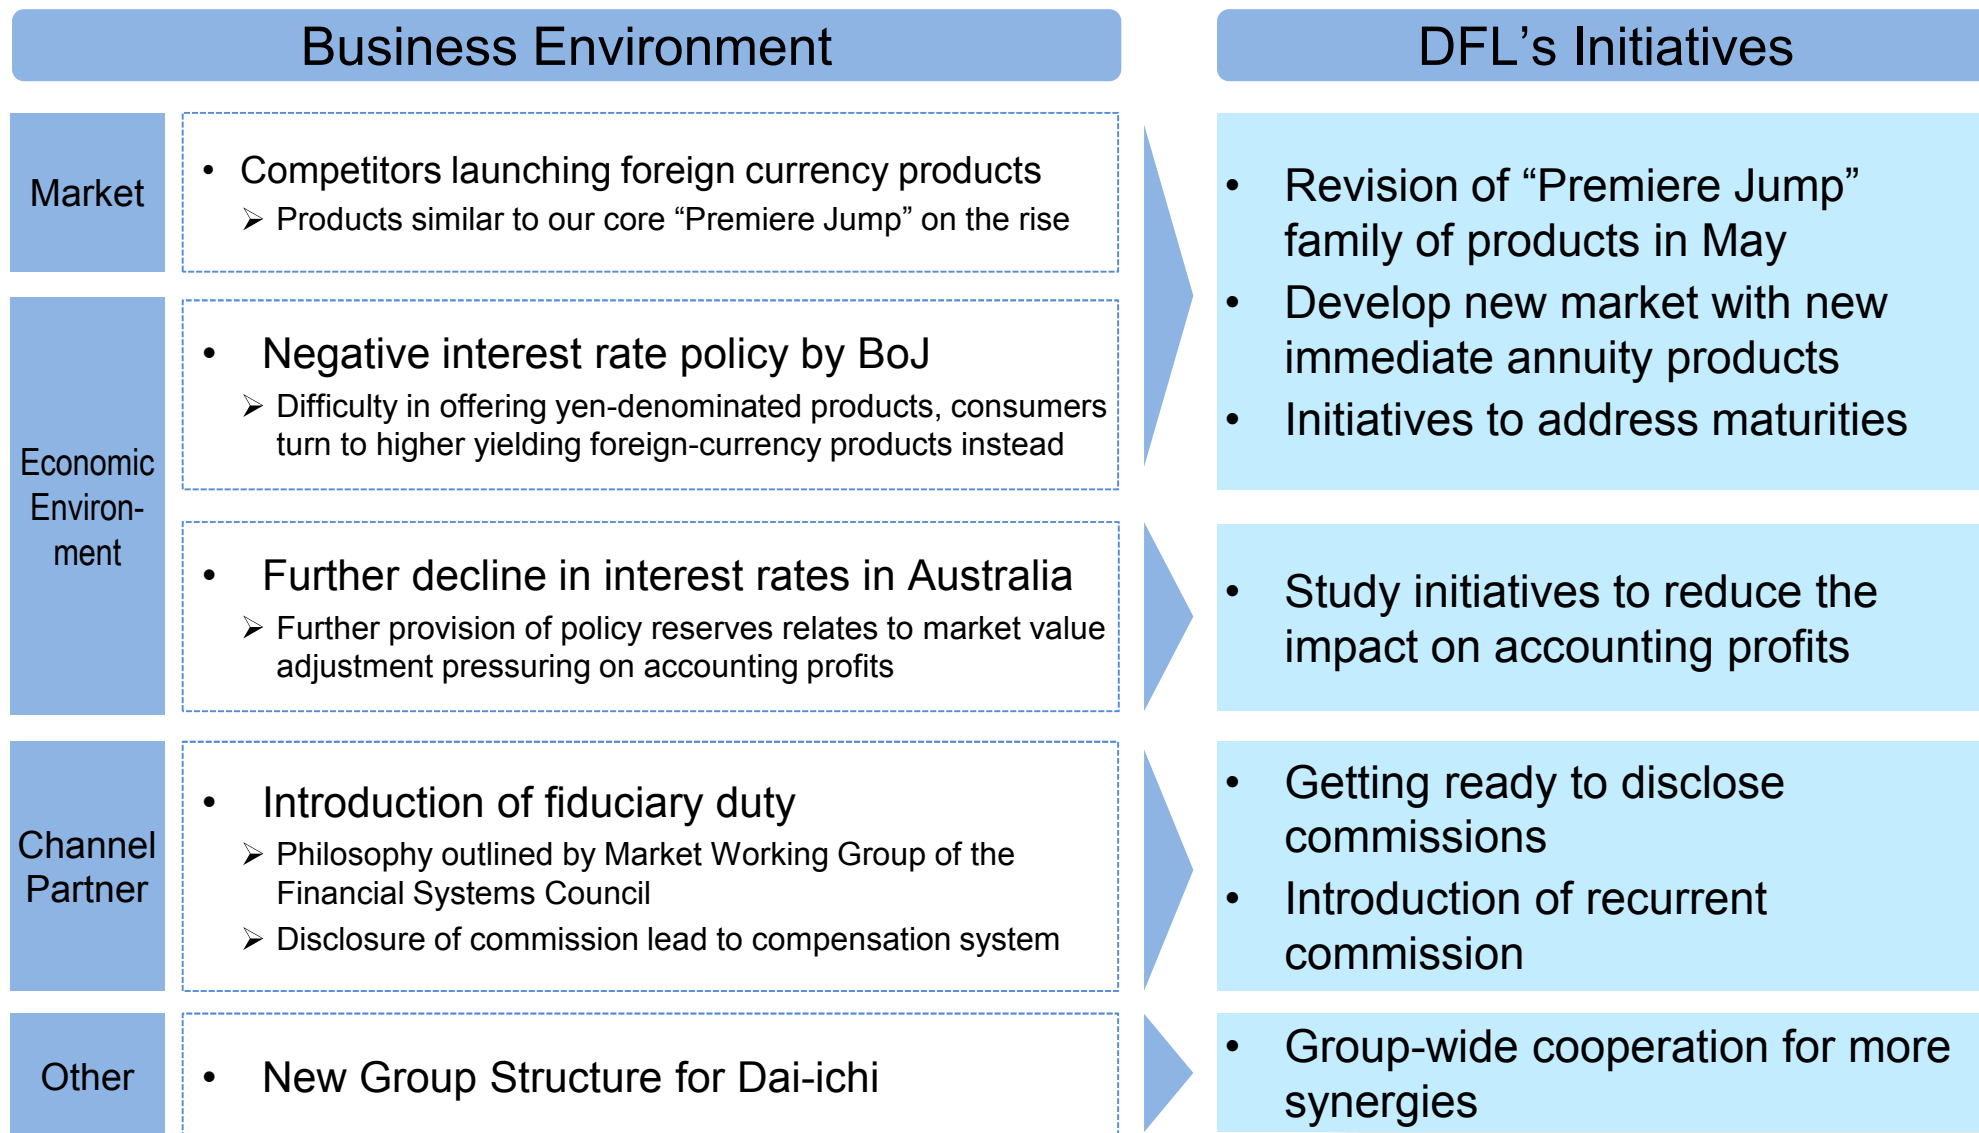 Business Environment
DFL's Initiatives
Market
• Competitors launching foreign currency products
➢ Products similar to our core “Premiere Jump” on the rise
• Revision of “Premiere Jump”
family of products in May
• Develop new market with new
immediate annuity products
• Initiatives to address maturities
Economic
Environ-
ment
• Negative interest rate policy by BoJ
➢ Difficulty in offering yen-denominated products, consumers
turn to higher yielding foreign-currency products instead
• Further decline in interest rates in Australia
➢ Further provision of policy reserves relates to market value
adjustment pressuring on accounting profits
• Study initiatives to reduce the
impact on accounting profits
Channel
Partner
• Introduction of fiduciary duty
➢ Philosophy outlined by Market Working Group of the
Financial Systems Council
➢ Disclosure of commission lead to compensation system
• Getting ready to disclose
commissions
• Introduction of recurrent
commission
Other
• New Group Structure for Dai-ichi
• Group-wide cooperation for more
synergies